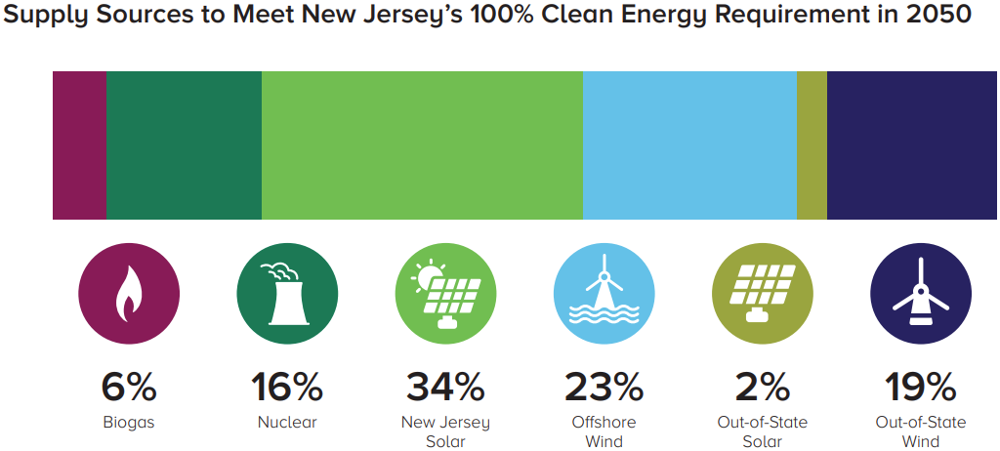 Supply Sources to Meet New Jersey’s 100% Clean Energy Requirement in 2050
6%
Biogas
16%
Nuclear
34%
New Jersey
Solar
23%
Offshore
Wind
2%
Out-of-State
Solar
19%
Out-of-State
Wind